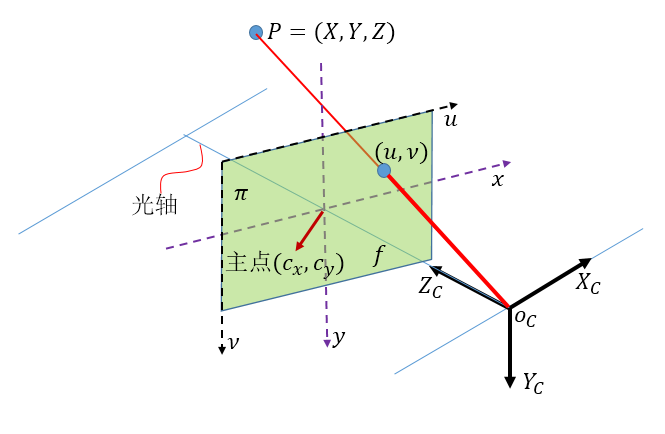 P = (X, Y, Z)
u
(u, v)
x
π
光轴
主点(c_x, c_y)
f
Z_C
X_C
o_C
v
y
Y_C